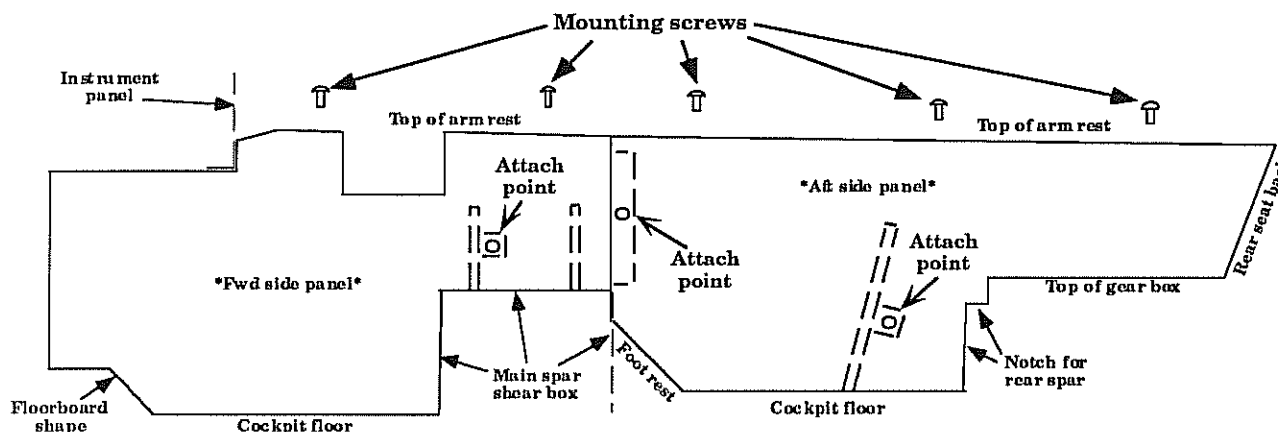 Mounting screws
Instrument
panel
Top of arm rest
Top of arm rest
Attach
point
*Aft side panel*
Rear seat back
Attach
point
Attach
point
*Fwd side panel*
Top of gear box
Foot rest
Main spar
shear box
Notch for
rear spar
Floorboard
shape
Cockpit floor
Cockpit floor